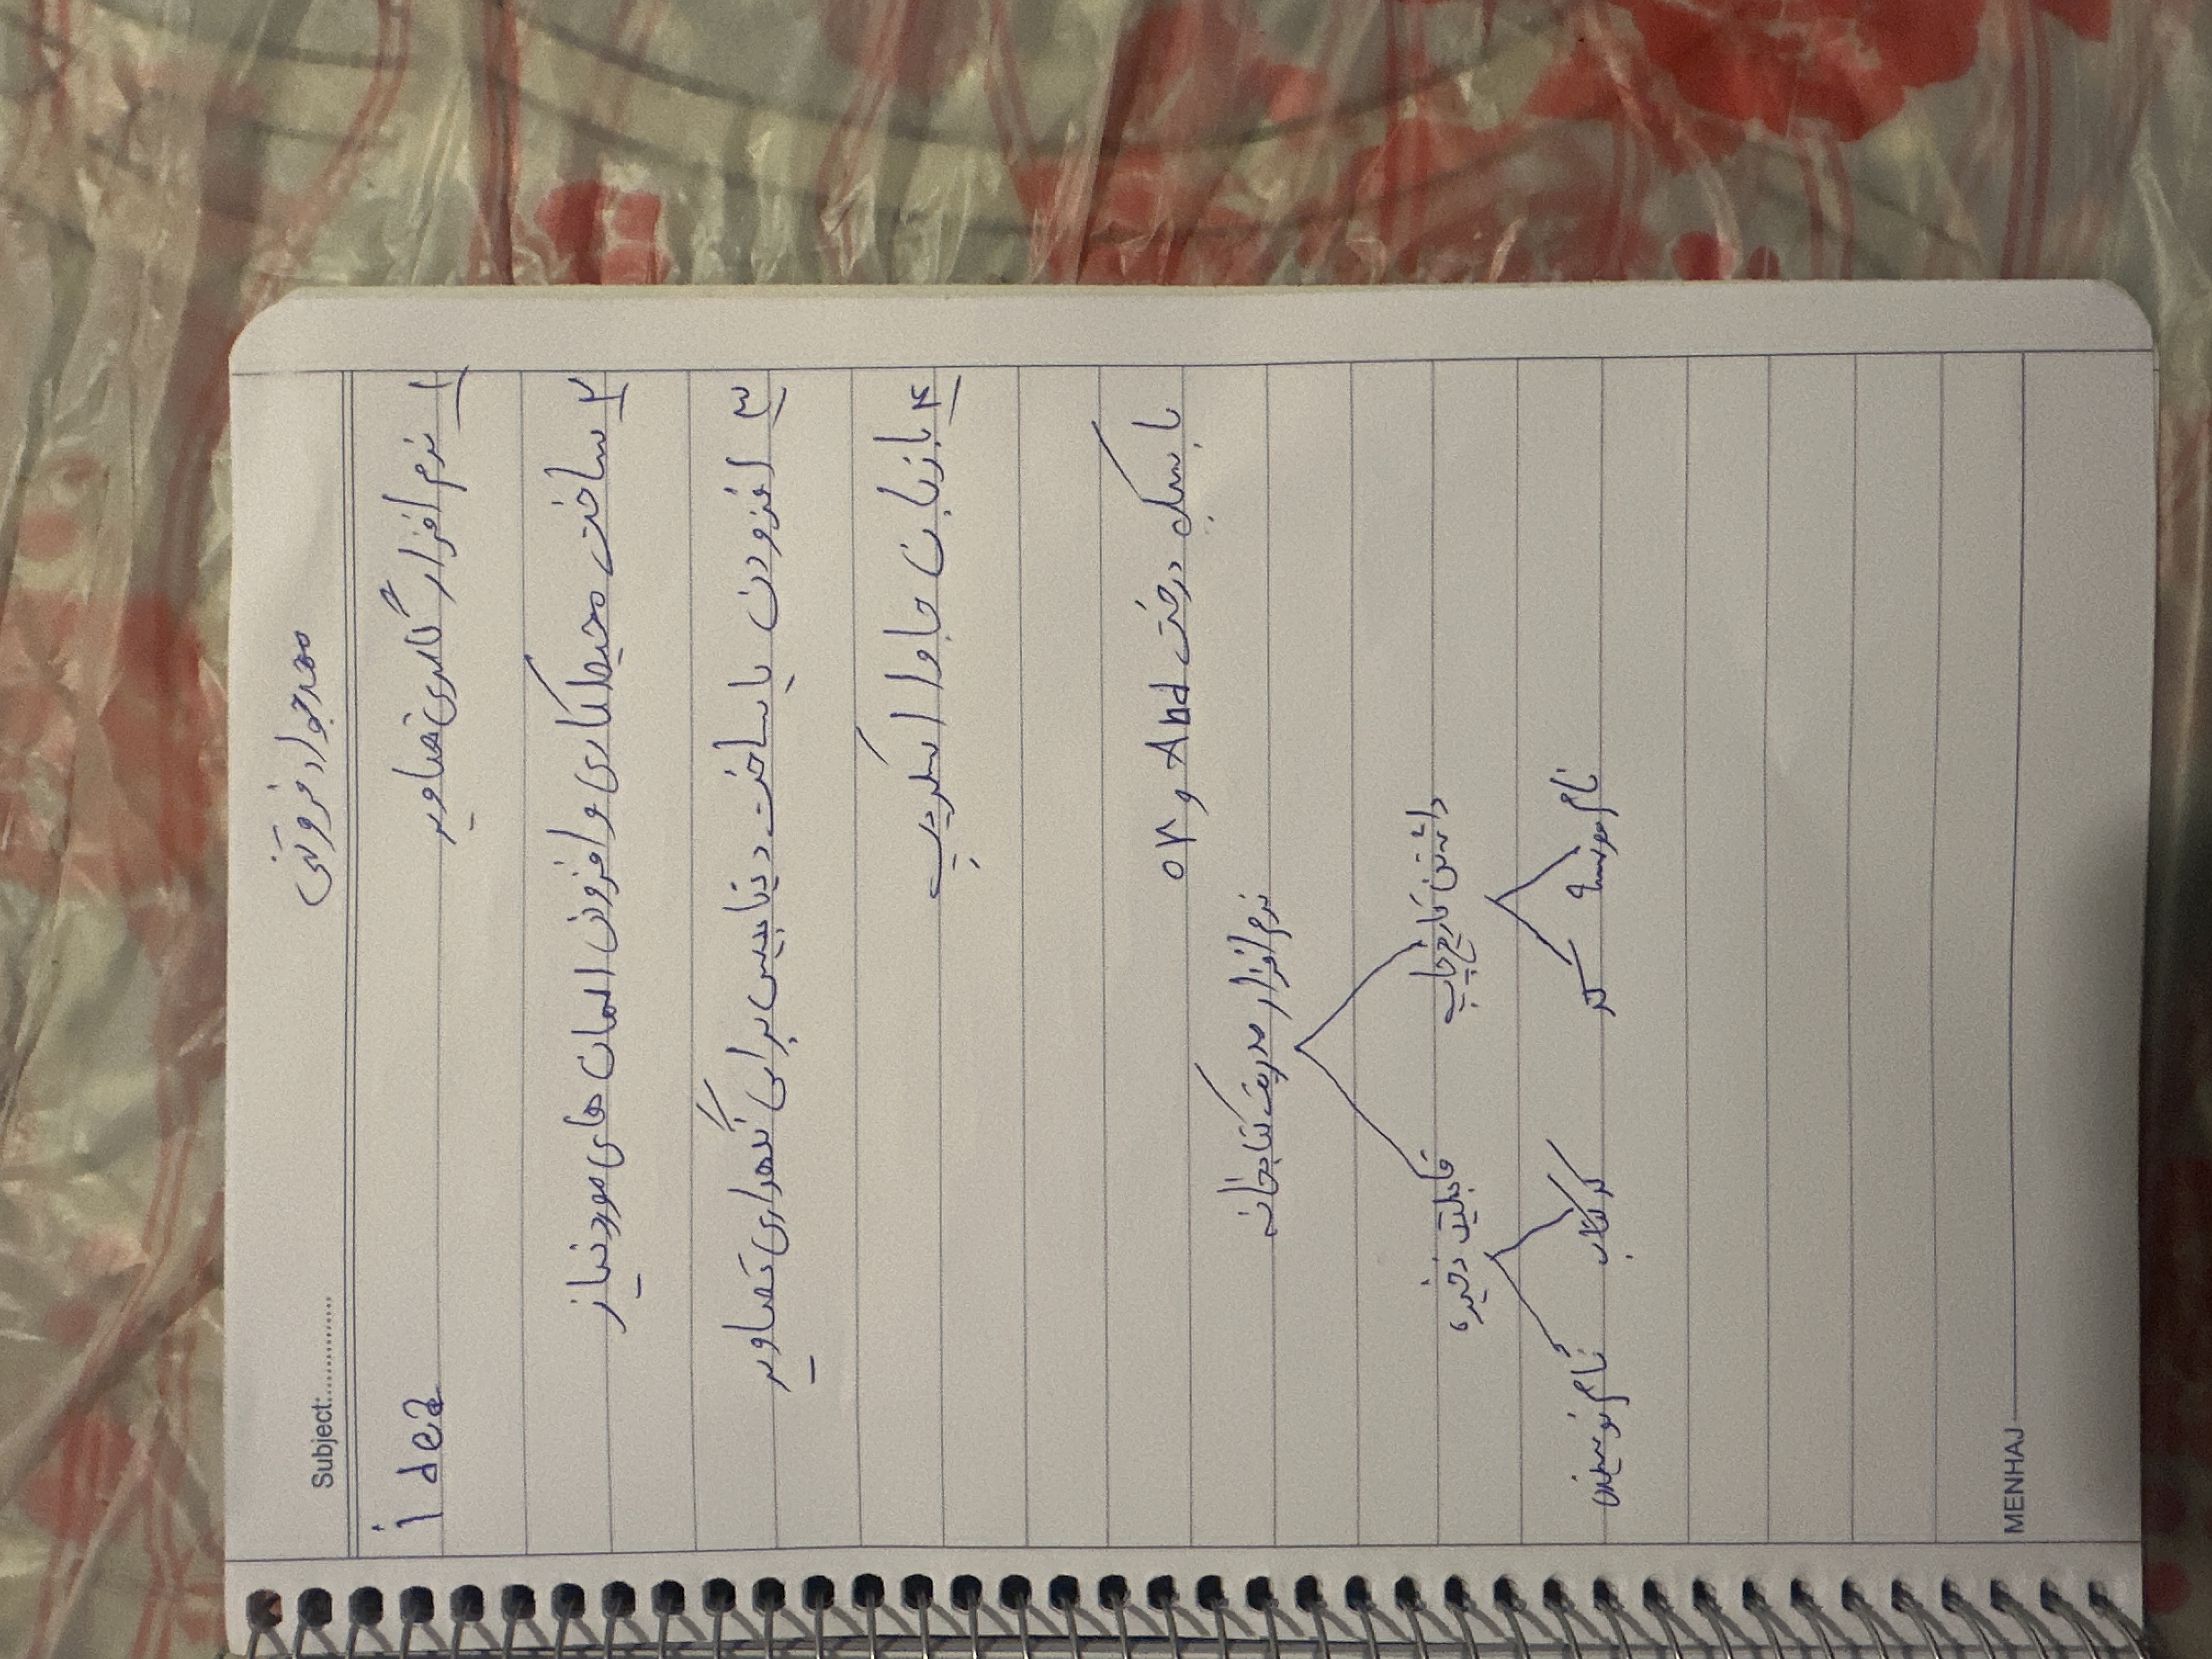 محمدجواد فروتنی
Subject:...............
۱ نرم افزار گالری تصاویر
idea
۲ ساخت محیط کاری و افزودن المان های مورد نیاز
۳ افزودن یا ساخت دیتابیس برای نگهداری تصاویر
۴ با زبان جاوا اسکریپ
با سبک درخت And و or
نرم افزار مدیریت کتابخانه
داشتن تاریخ چاپ قابلیت ذخیره
نام موسسه کد کد کتاب نام نویسنده
MENHAJ